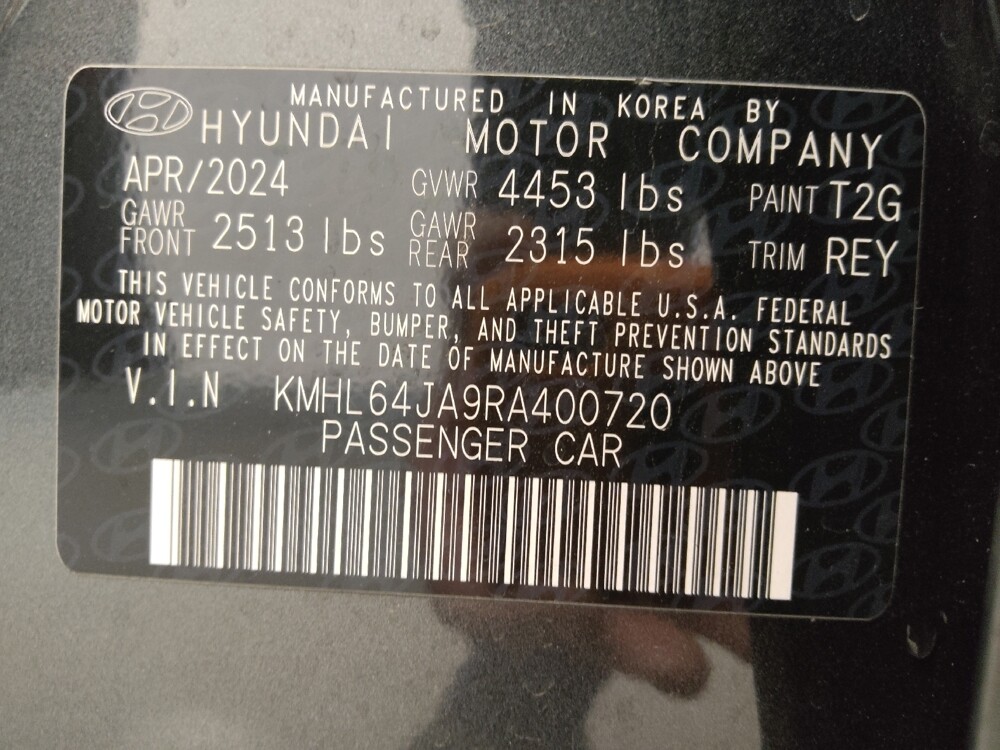 MANUFACTURED IN KOREA BY
HYUNDAI MOTOR COMPANY
APR/2024 GVWR 4453 lbs PAINT T2G
GAWR FRONT 2513 lbs GAWR REAR 2315 lbs TRIM REY
THIS VEHICLE CONFORMS TO ALL APPLICABLE U.S.A. FEDERAL
MOTOR VEHICLE SAFETY, BUMPER, AND THEFT PREVENTION STANDARDS
IN EFFECT ON THE DATE OF MANUFACTURE SHOWN ABOVE
V.I.N KMHL64JA9RA400720
PASSENGER CAR